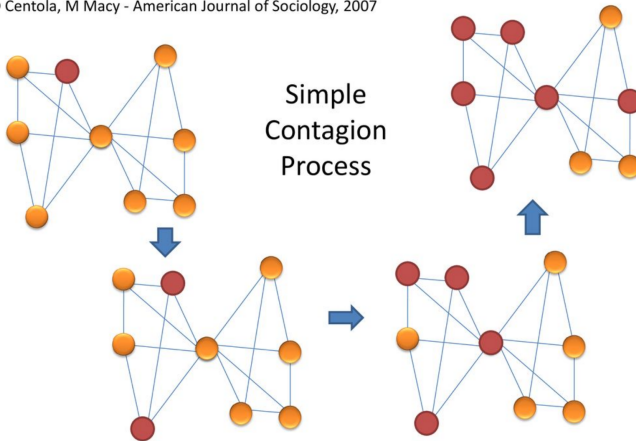 Centola, M Macy - American Journal of Sociology, 2007
Simple
Contagion
Process